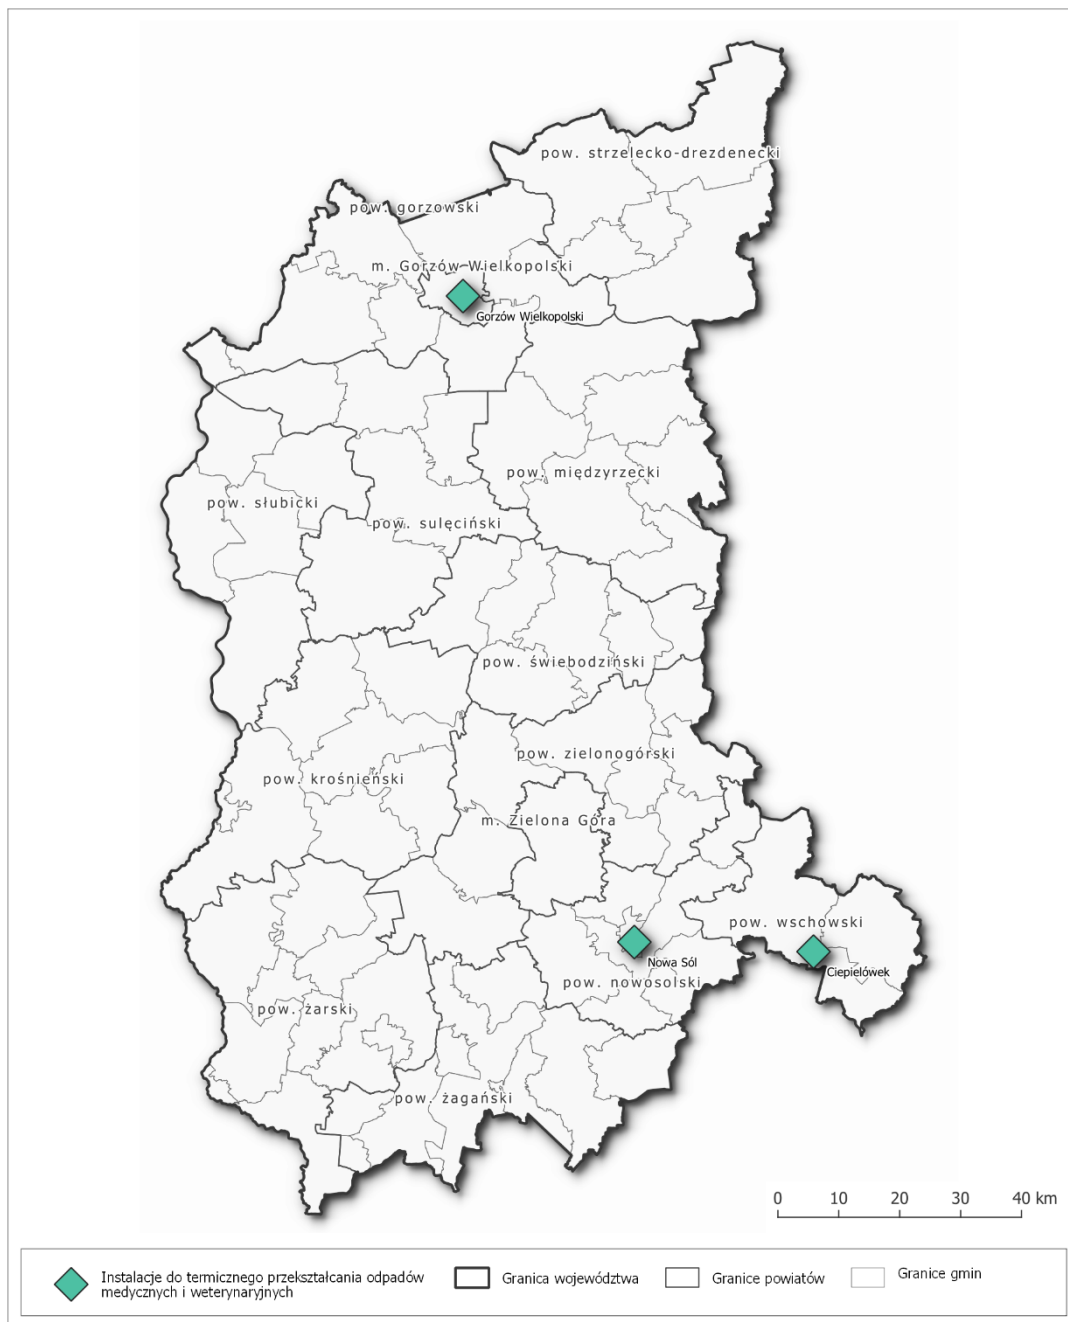 pow. strzelecko-drezdenecki
pow. gorzowski
m. Gorzów Wielkopolski
Gorzów Wielkopolski
pow. międzyrzecki
pow. słubicki
pow. sulęciński
pow. świebodziński
pow. zielonogórski
pow. krośnieński
m. Zielona Góra
pow. wschowski
Nowa Sól
Ciepielówek
pow. nowosolski
pow. żarski
pow. żagański
0 10 20 30 40 km
Instalacje do termicznego przekształcania odpadów
medycznych i weterynaryjnych
Granica województwa
Granice powiatów
Granice gmin